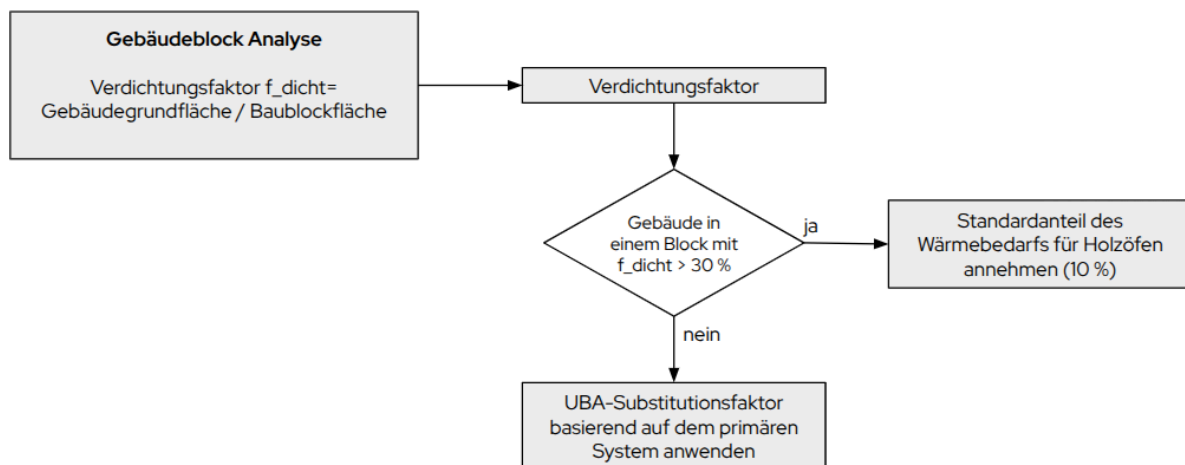 Gebäudeblock Analyse
Verdichtungsfaktor f_dicht=
Gebäudegrundfläche / Baublockfläche
Verdichtungsfaktor
Gebäude in
einem Block mit
f_dicht > 30 %
ja
Standardanteil des
Wärmebedarfs für Holzöfen
annehmen (10 %)
nein
UBA-Substitutionsfaktor
basierend auf dem primären
System anwenden